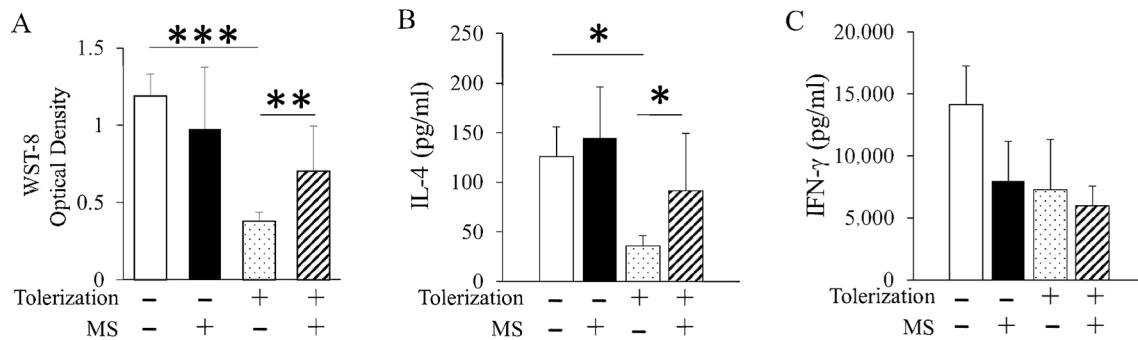 A
***
1.5
1
0.5
0
**
WST-8
Optical Density
Tolerization − − + +
MS − + − +
B
*
250
200
150
100
50
0
*
IL-4 (pg/ml)
Tolerization − − + +
MS − + − +
C
20,000
15,000
10,000
5,000
0
IFN-γ (pg/ml)
Tolerization − − + +
MS − + − +